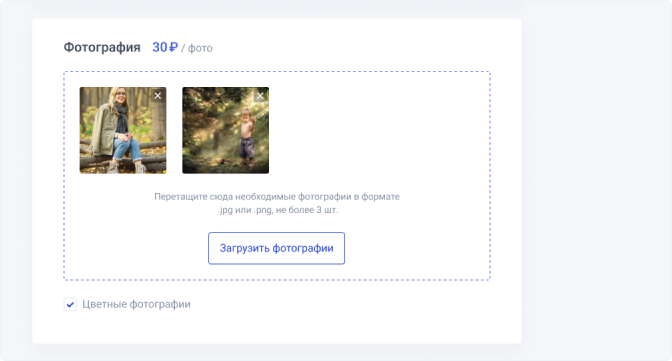 Фотография 30 ₽ / фото
Перетащите сюда необходимые фотографии в формате
.jpg или .png, не более 3 шт.
Загрузить фотографии
Цветные фотографии